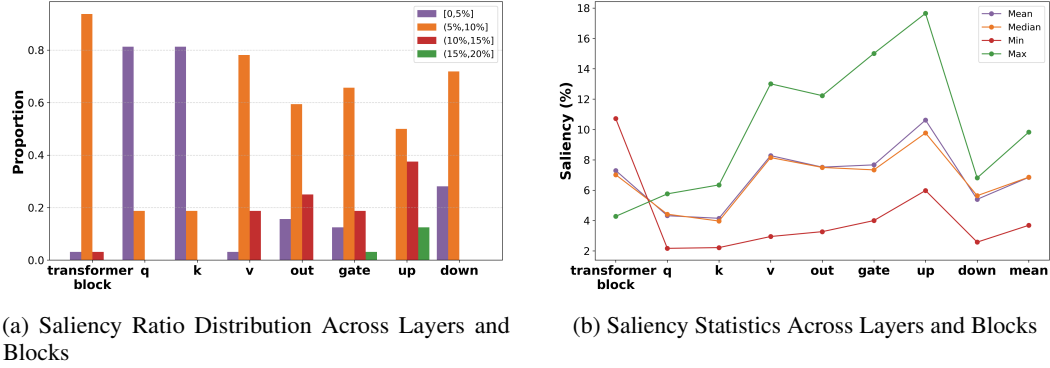 [0,5%]
(5%,10%]
(10%,15%]
(15%,20%]
Proportion
0.8
0.6
0.4
0.2
0.0
transformer block
q
k
v
out
gate
up
down
(a) Saliency Ratio Distribution Across Layers and
Blocks
Mean
Median
Min
Max
Saliency (%)
18
16
14
12
10
8
6
4
2
transformer block
q
k
v
out
gate
up
down
mean
(b) Saliency Statistics Across Layers and Blocks